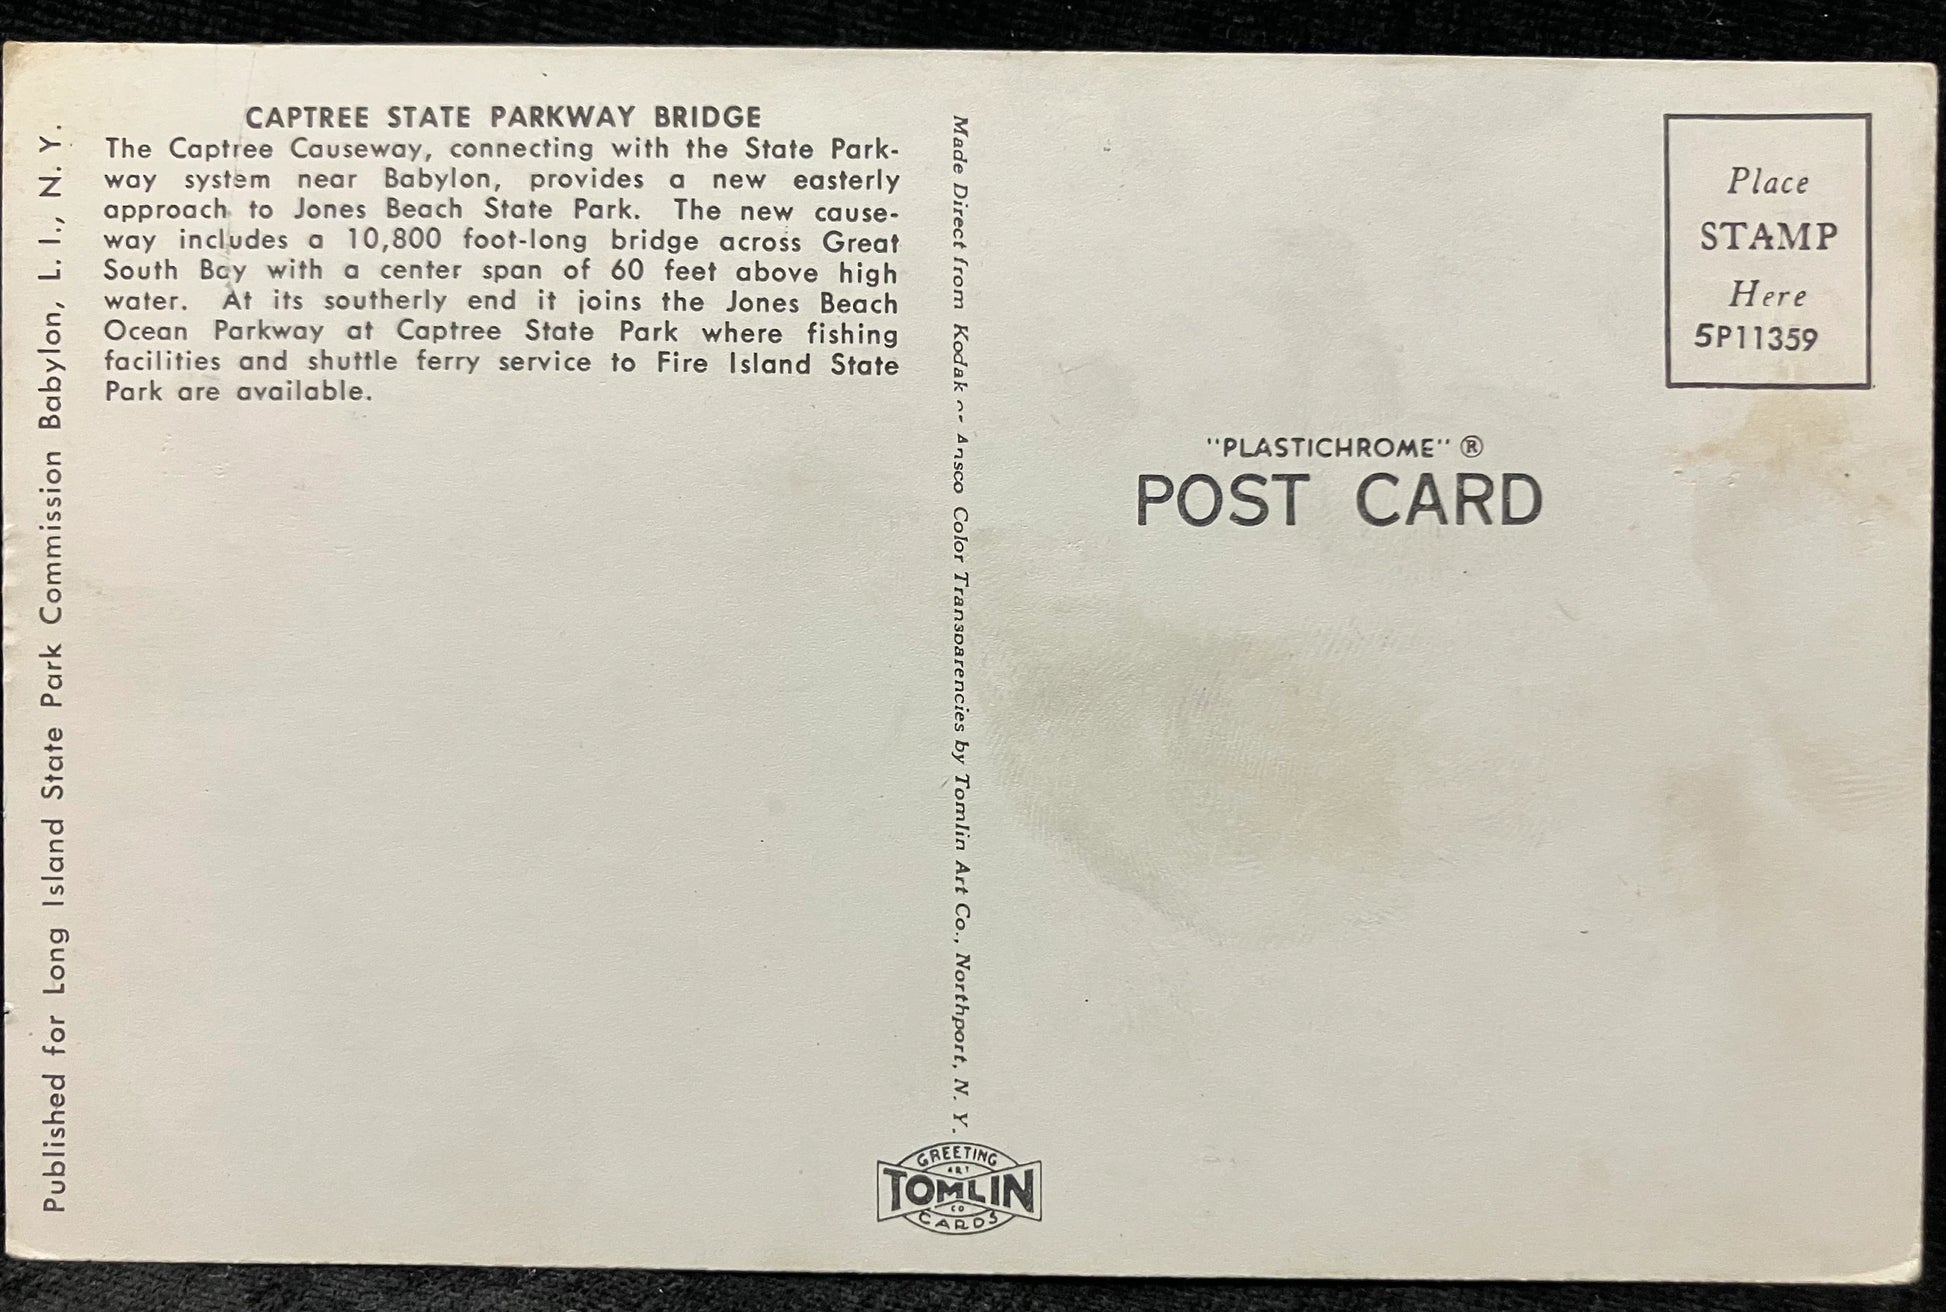 CAPTREE STATE PARKWAY BRIDGE
The Captree Causeway, connecting with the State Park-
way system near Babylon, provides a new easterly
approach to Jones Beach State Park. The new cause-
way includes a 10,800 foot-long bridge across Great
South Bay with a center span of 60 feet above high
water. At its southerly end it joins the Jones Beach
Ocean Parkway at Captree State Park where fishing
facilities and shuttle ferry service to Fire Island State
Park are available.
Published for Long Island State Park Commission Babylon, L. I., N. Y.
Made Direct from Kodak or Ansco Color Transparencies by Tomlin Art Co., Northport, N. Y.
GREETING
ART
TOMLIN
CO
CARDS
Place
STAMP
Here
5P11359
"PLASTICHROME" ®
POST CARD